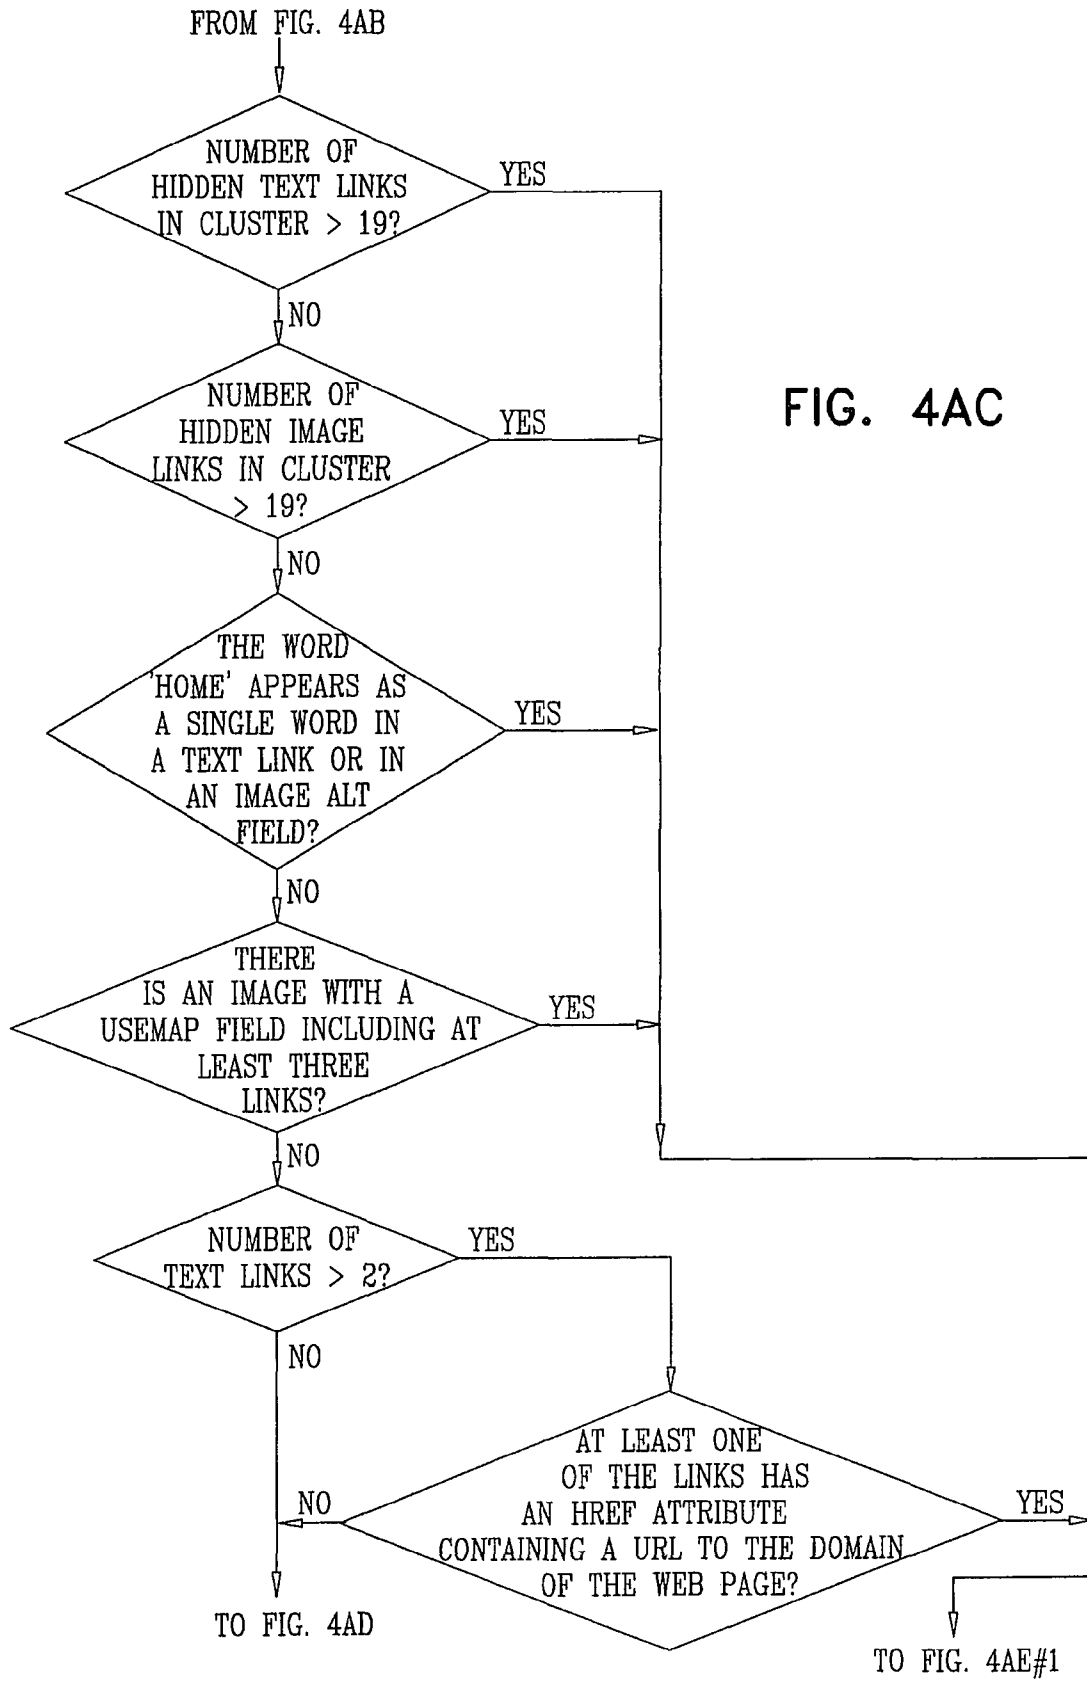 FROM FIG. 4AB
NUMBER OF
HIDDEN TEXT LINKS
IN CLUSTER > 19?
YES
NO
NUMBER OF
HIDDEN IMAGE
LINKS IN CLUSTER
> 19?
YES
FIG. 4AC
NO
THE WORD
'HOME' APPEARS AS
A SINGLE WORD IN
A TEXT LINK OR IN
AN IMAGE ALT
FIELD?
YES
NO
THERE
IS AN IMAGE WITH A
USEMAP FIELD INCLUDING AT
LEAST THREE
LINKS?
YES
NO
NUMBER OF
TEXT LINKS > 2?
YES
NO
AT LEAST ONE
OF THE LINKS HAS
AN HREF ATTRIBUTE
CONTAINING A URL TO THE DOMAIN
OF THE WEB PAGE?
NO
YES
TO FIG. 4AD
TO FIG. 4AE#1